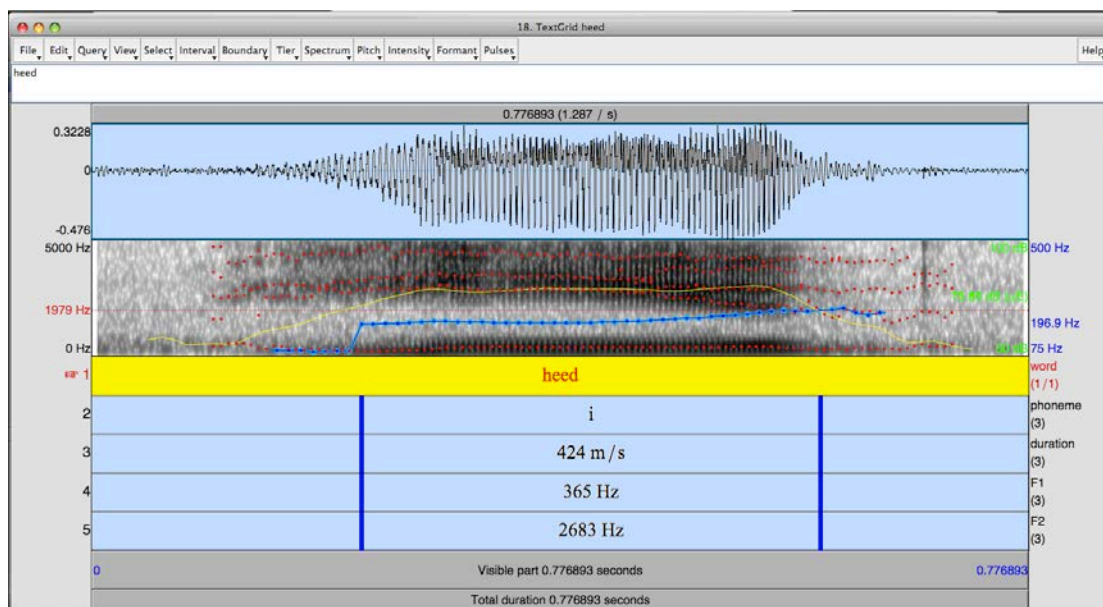 18. TextGrid heed
File Edit Query View Select Interval Boundary Tier Spectrum Pitch Intensity Formant Pulses Help
heed
0.776893 (1.287 / s)
0.3228
0
-0.476
5000 Hz 500 Hz
1979 Hz
196.9 Hz
0 Hz 75 Hz
1 heed word
(1/1)
2 i phoneme
(3)
3 424 m/s duration
(3)
4 365 Hz F1
(3)
5 2683 Hz F2
(3)
0 Visible part 0.776893 seconds 0.776893
Total duration 0.776893 seconds